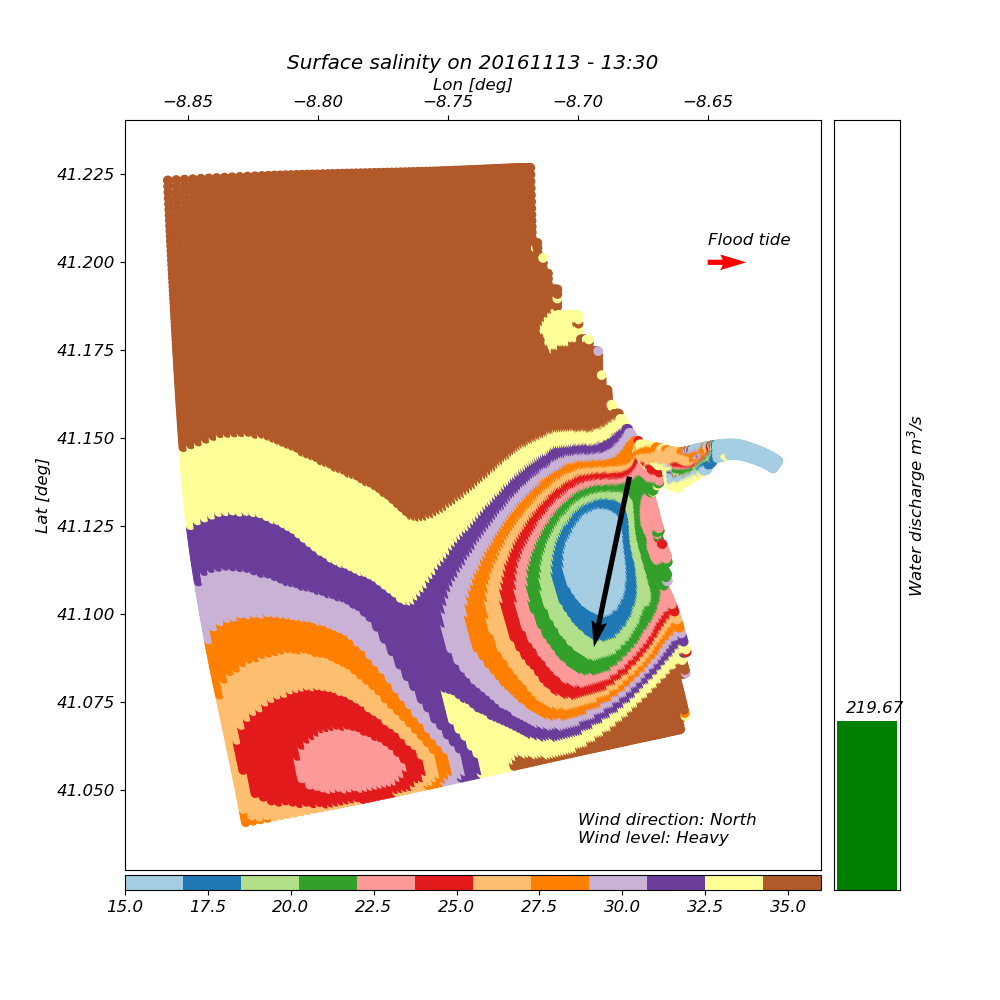 Surface salinity on 20161113 - 13:30
Lon [deg]
−8.85 −8.80 −8.75 −8.70 −8.65
41.225
41.200
41.175
41.150
41.125
41.100
41.075
41.050
Lat [deg]
Flood tide
Water discharge m³/s
219.67
Wind direction: North
Wind level: Heavy
15.0 17.5 20.0 22.5 25.0 27.5 30.0 32.5 35.0